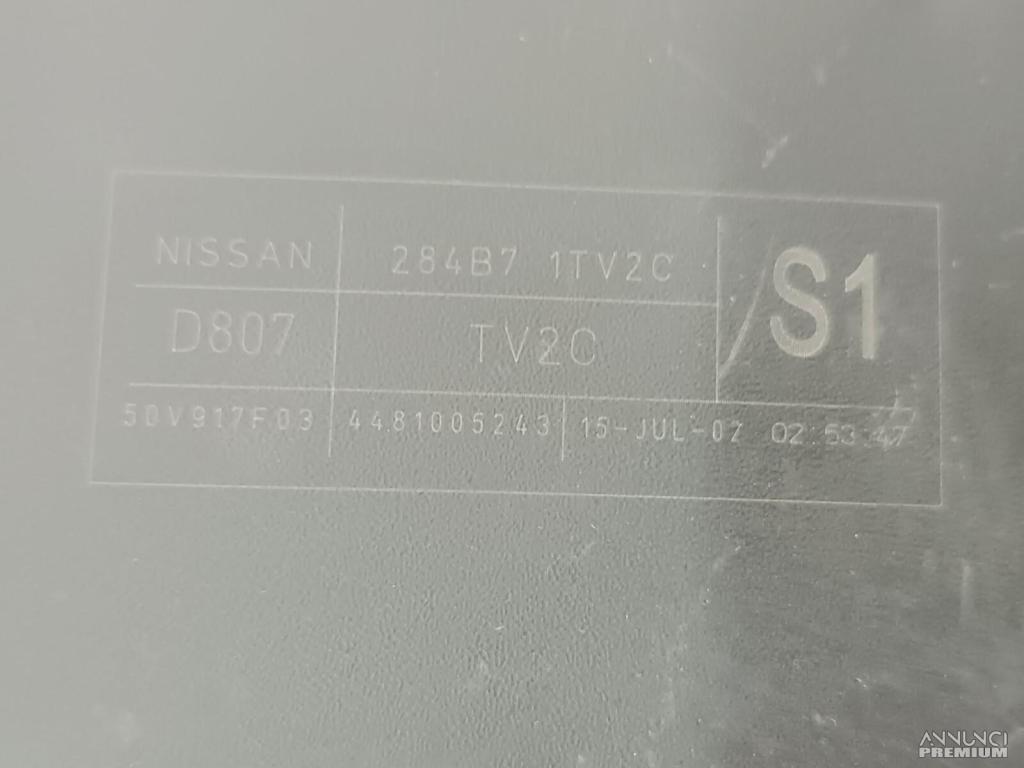 NISSAN 284B7 1TV2C /S1
D807 TV2C
50V917F03 4481005243 15-JUL-07 02:53:47
ANNUNCI
PREMIUM